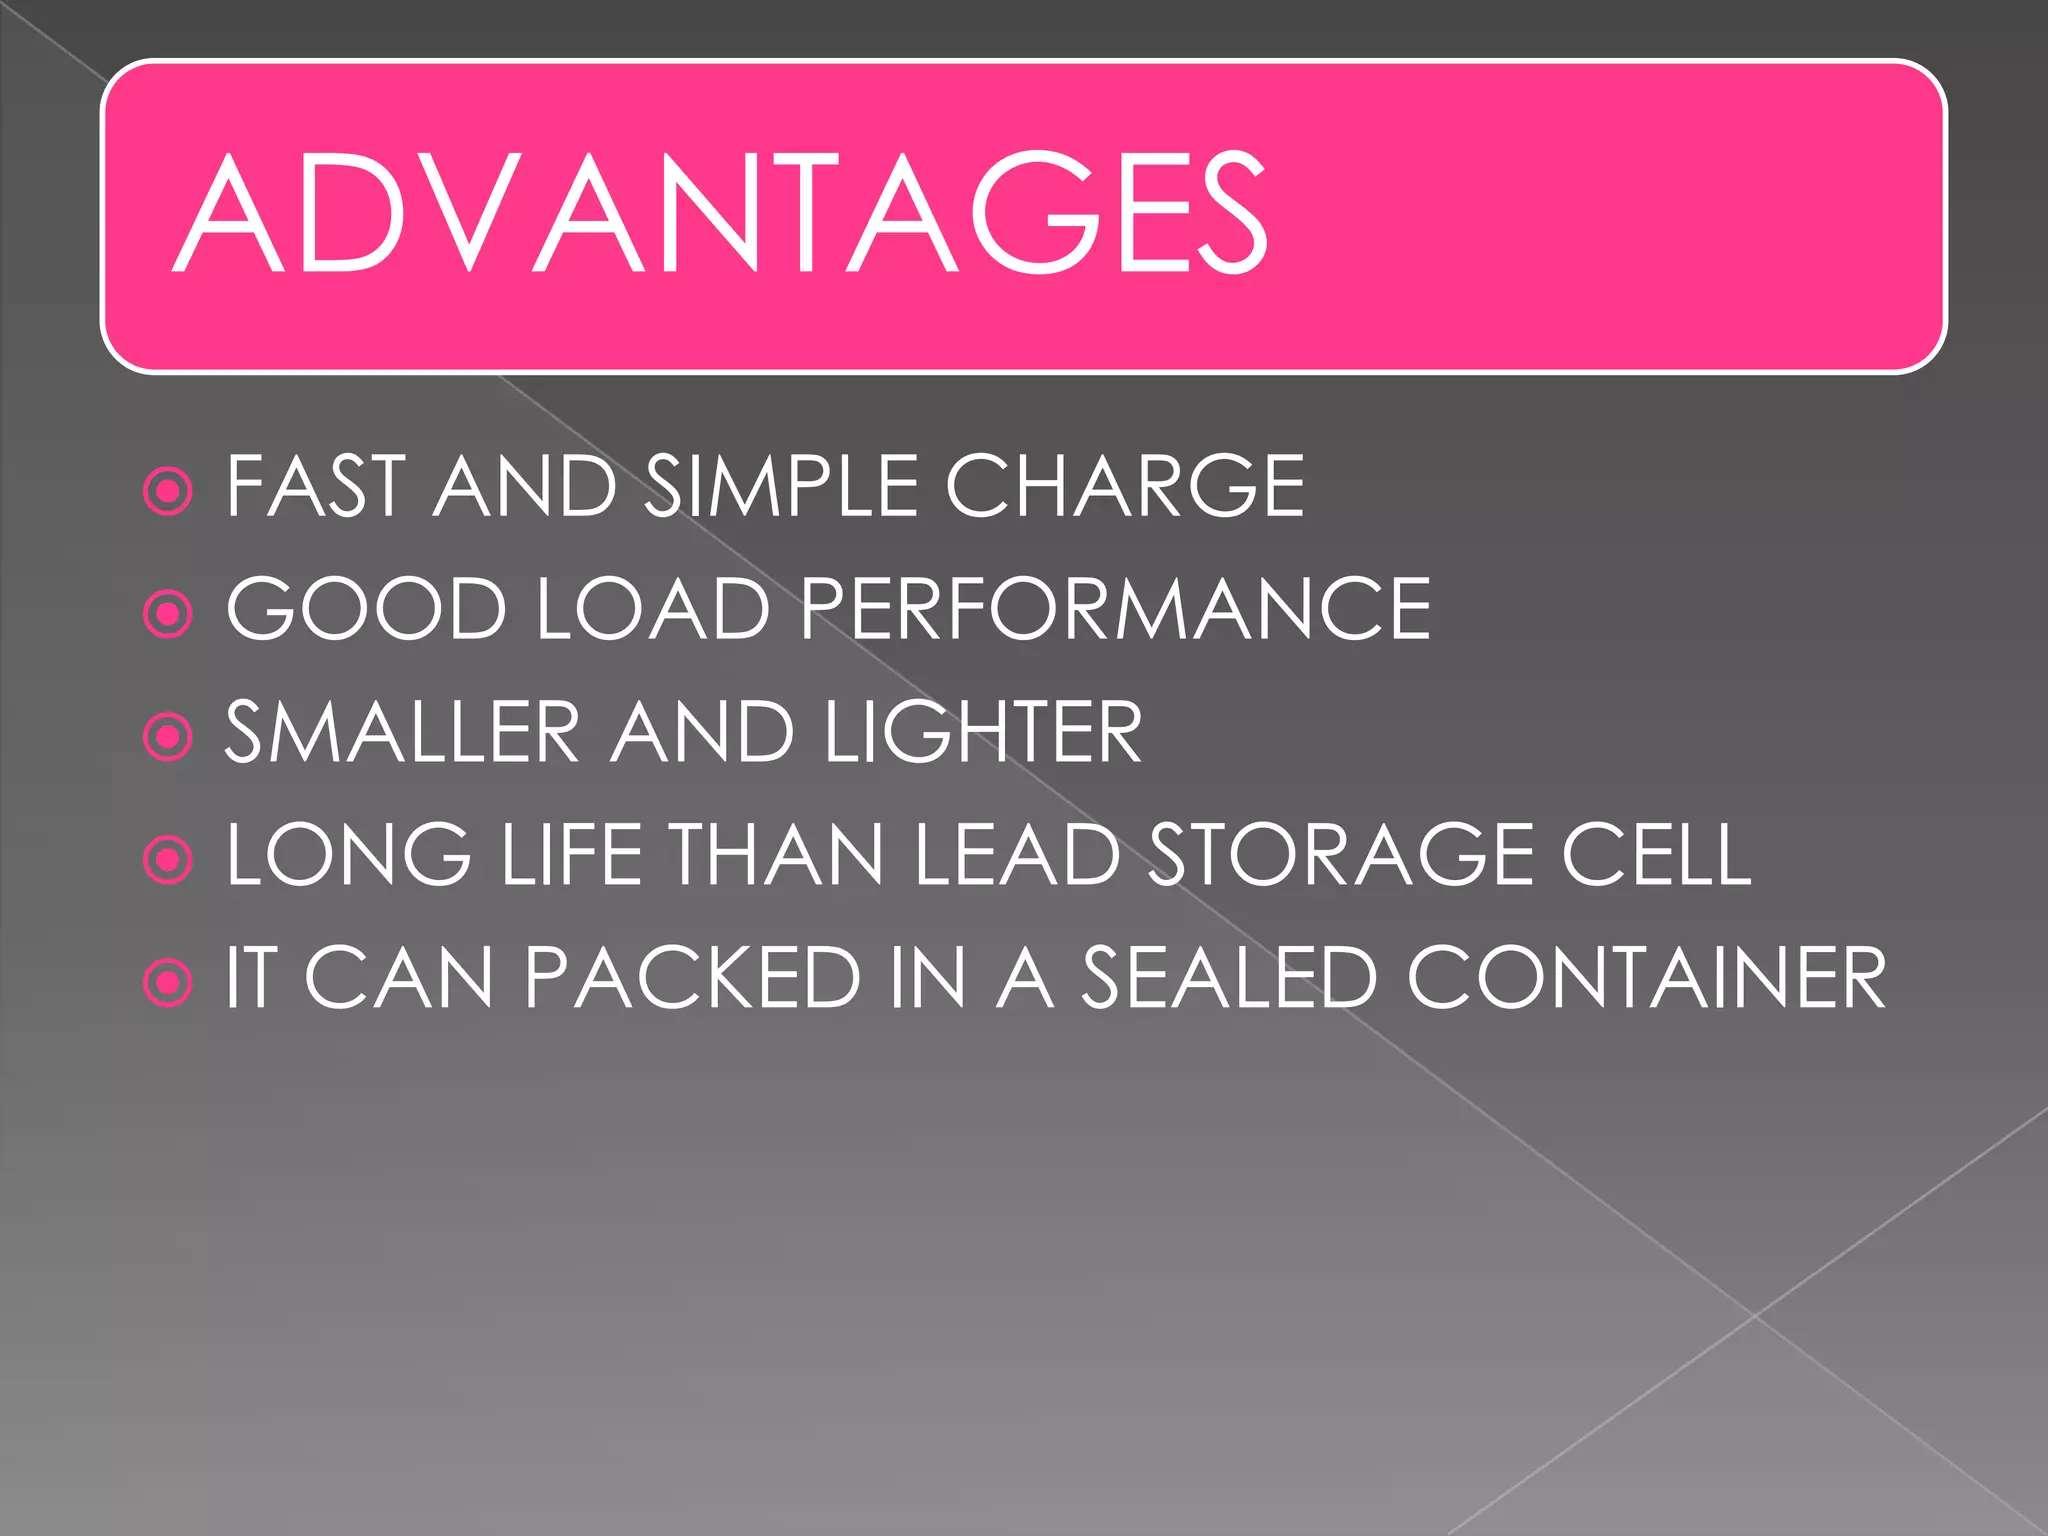 ADVANTAGES
FAST AND SIMPLE CHARGE
GOOD LOAD PERFORMANCE
SMALLER AND LIGHTER
LONG LIFE THAN LEAD STORAGE CELL
IT CAN PACKED IN A SEALED CONTAINER